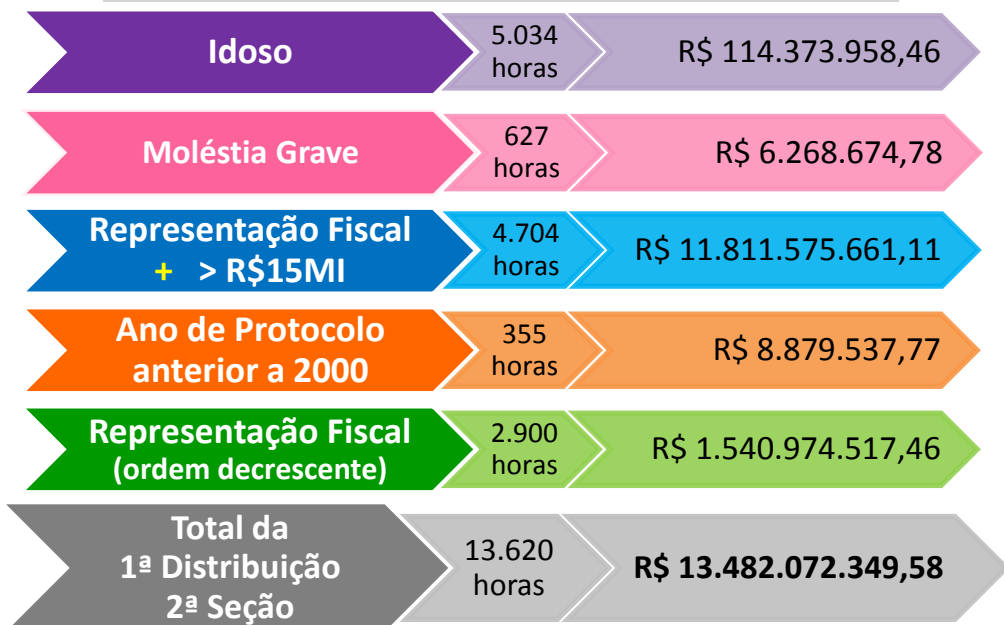 Idoso
5.034
horas
R$ 114.373.958,46
Moléstia Grave
627
horas
R$ 6.268.674,78
Representação Fiscal
+ > R$15MI
4.704
horas
R$ 11.811.575.661,11
Ano de Protocolo
anterior a 2000
355
horas
R$ 8.879.537,77
Representação Fiscal
(ordem decrescente)
2.900
horas
R$ 1.540.974.517,46
Total da
1ª Distribuição
2ª Seção
13.620
horas
R$ 13.482.072.349,58